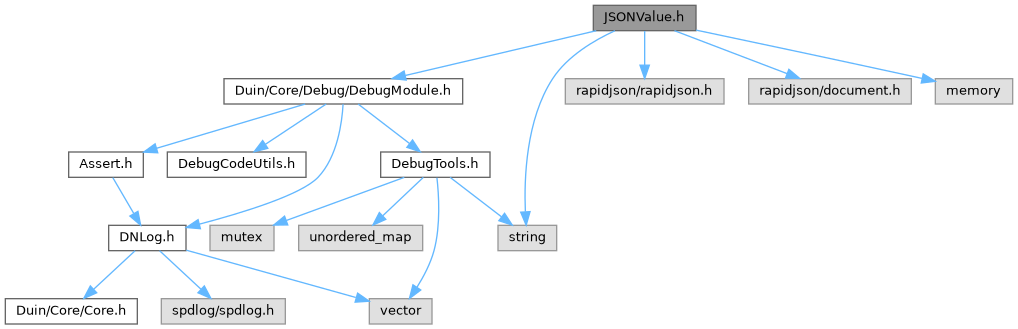 JSONValue.h
Duin/Core/Debug/DebugModule.h
rapidjson/rapidjson.h
rapidjson/document.h
memory
Assert.h
DebugCodeUtils.h
DebugTools.h
DNLog.h
mutex
unordered_map
string
Duin/Core/Core.h
spdlog/spdlog.h
vector